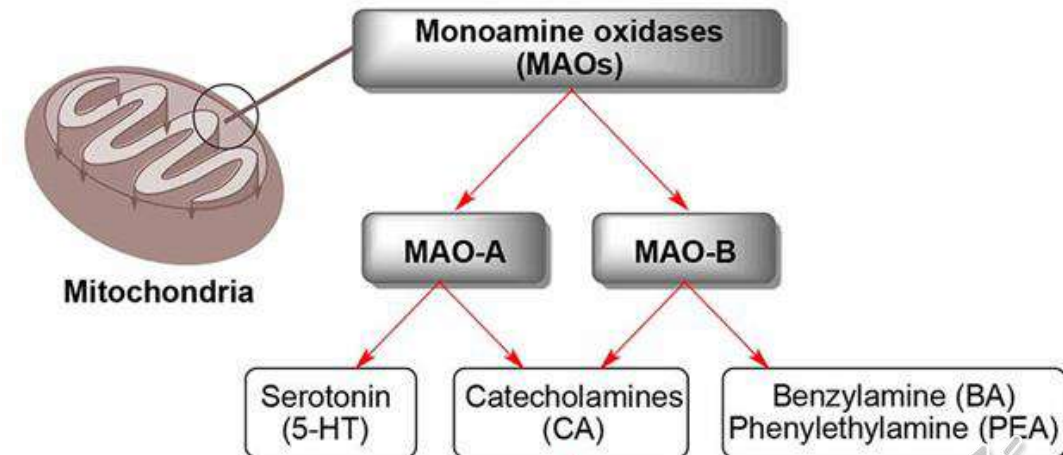 Monoamine oxidases
(MAOs)
MAO-A
MAO-B
Mitochondria
Serotonin
(5-HT)
Catecholamines
(CA)
Benzylamine (BA)
Phenylethylamine (PEA)